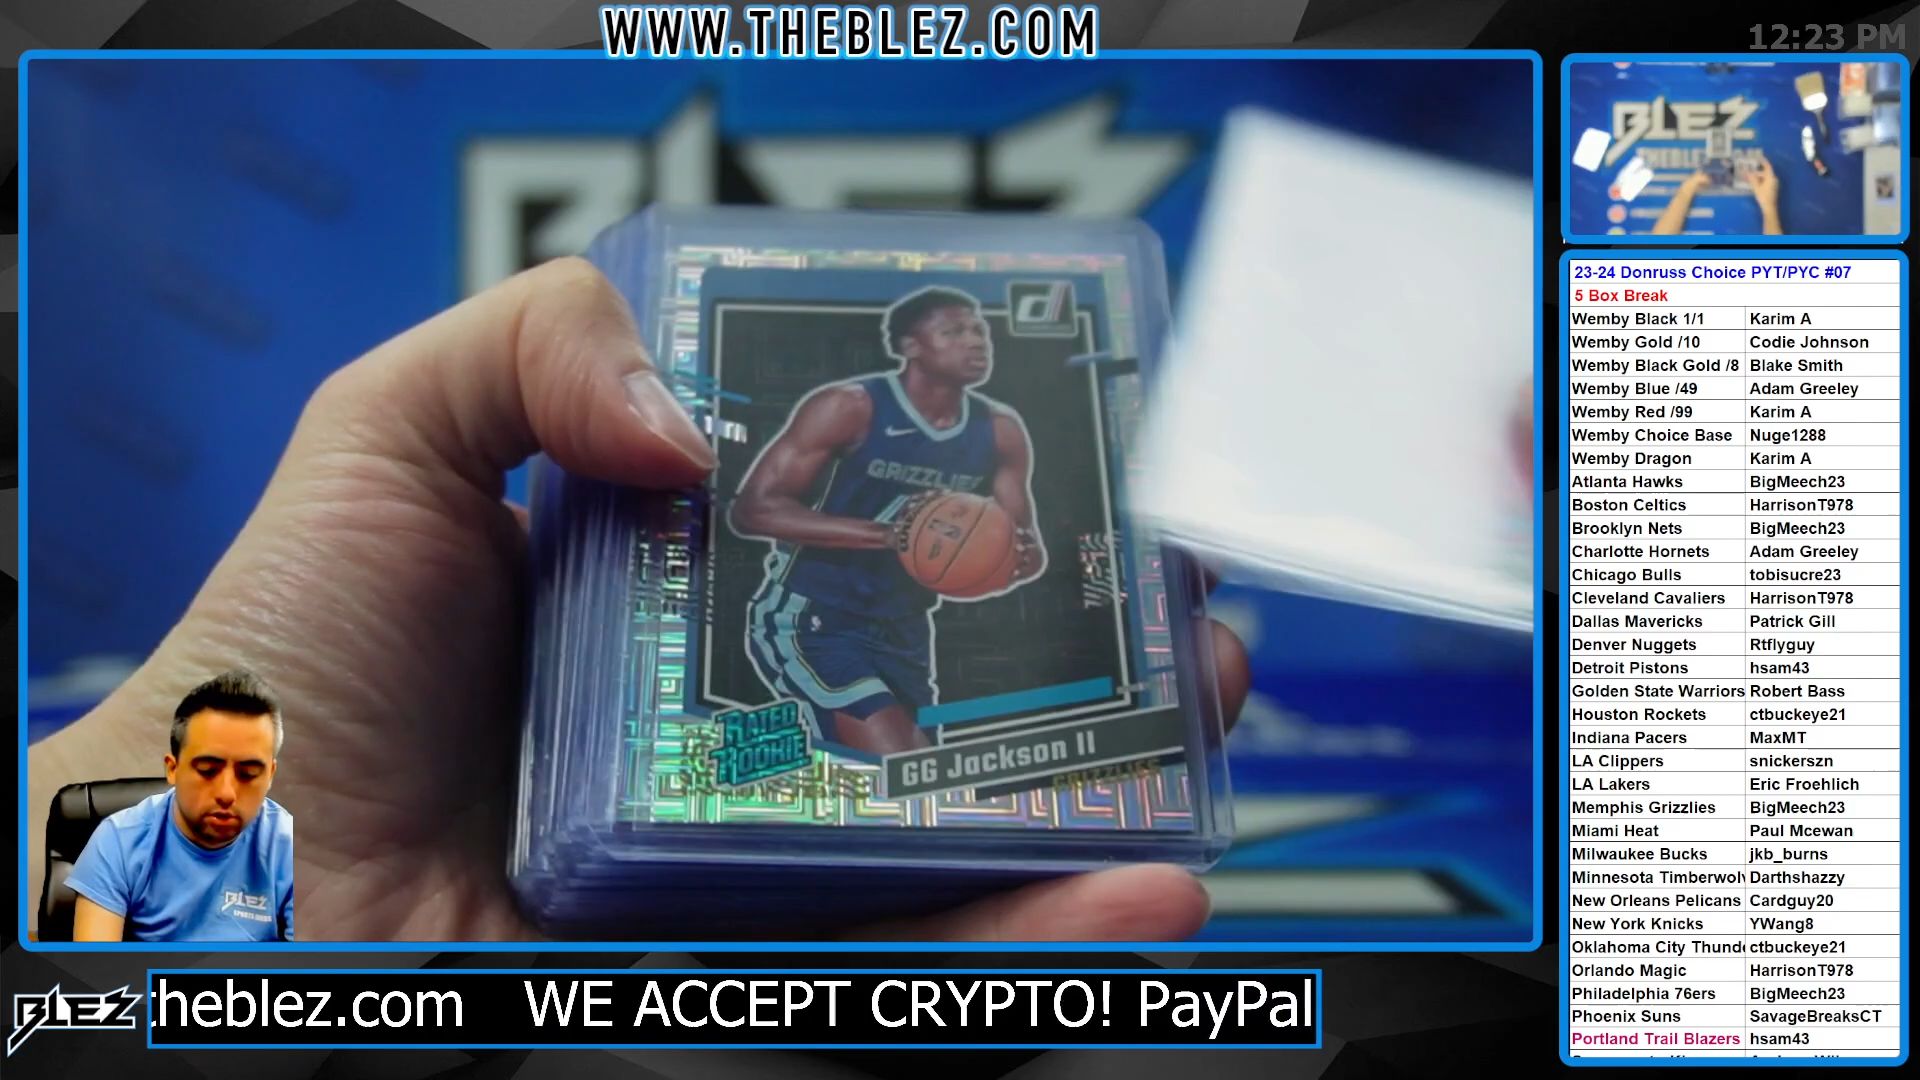 WWW.THEBLEZ.COM
12:23 PM
BLEZ
BLEZ
GRIZZLIES
RATED
ROOKIE
GG Jackson II
GRIZZLIES
BLEZ
23-24 Donruss Choice PYT/PYC #07
5 Box Break
Wemby Black 1/1 Karim A
Wemby Gold /10 Codie Johnson
Wemby Black Gold /8 Blake Smith
Wemby Blue /49 Adam Greeley
Wemby Red /99 Karim A
Wemby Choice Base Nuge1288
Wemby Dragon Karim A
Atlanta Hawks BigMeech23
Boston Celtics HarrisonT978
Brooklyn Nets BigMeech23
Charlotte Hornets Adam Greeley
Chicago Bulls tobisucre23
Cleveland Cavaliers HarrisonT978
Dallas Mavericks Patrick Gill
Denver Nuggets Rtflyguy
Detroit Pistons hsam43
Golden State Warriors Robert Bass
Houston Rockets ctbuckeye21
Indiana Pacers MaxMT
LA Clippers snickerszn
LA Lakers Eric Froehlich
Memphis Grizzlies BigMeech23
Miami Heat Paul Mcewan
Milwaukee Bucks jkb_burns
Minnesota Timberwolv Darthshazzy
New Orleans Pelicans Cardguy20
New York Knicks YWang8
Oklahoma City Thund ctbuckeye21
Orlando Magic HarrisonT978
Philadelphia 76ers BigMeech23
Phoenix Suns SavageBreaksCT
Portland Trail Blazers hsam43
BLEZ
theblez.com WE ACCEPT CRYPTO! PayPal